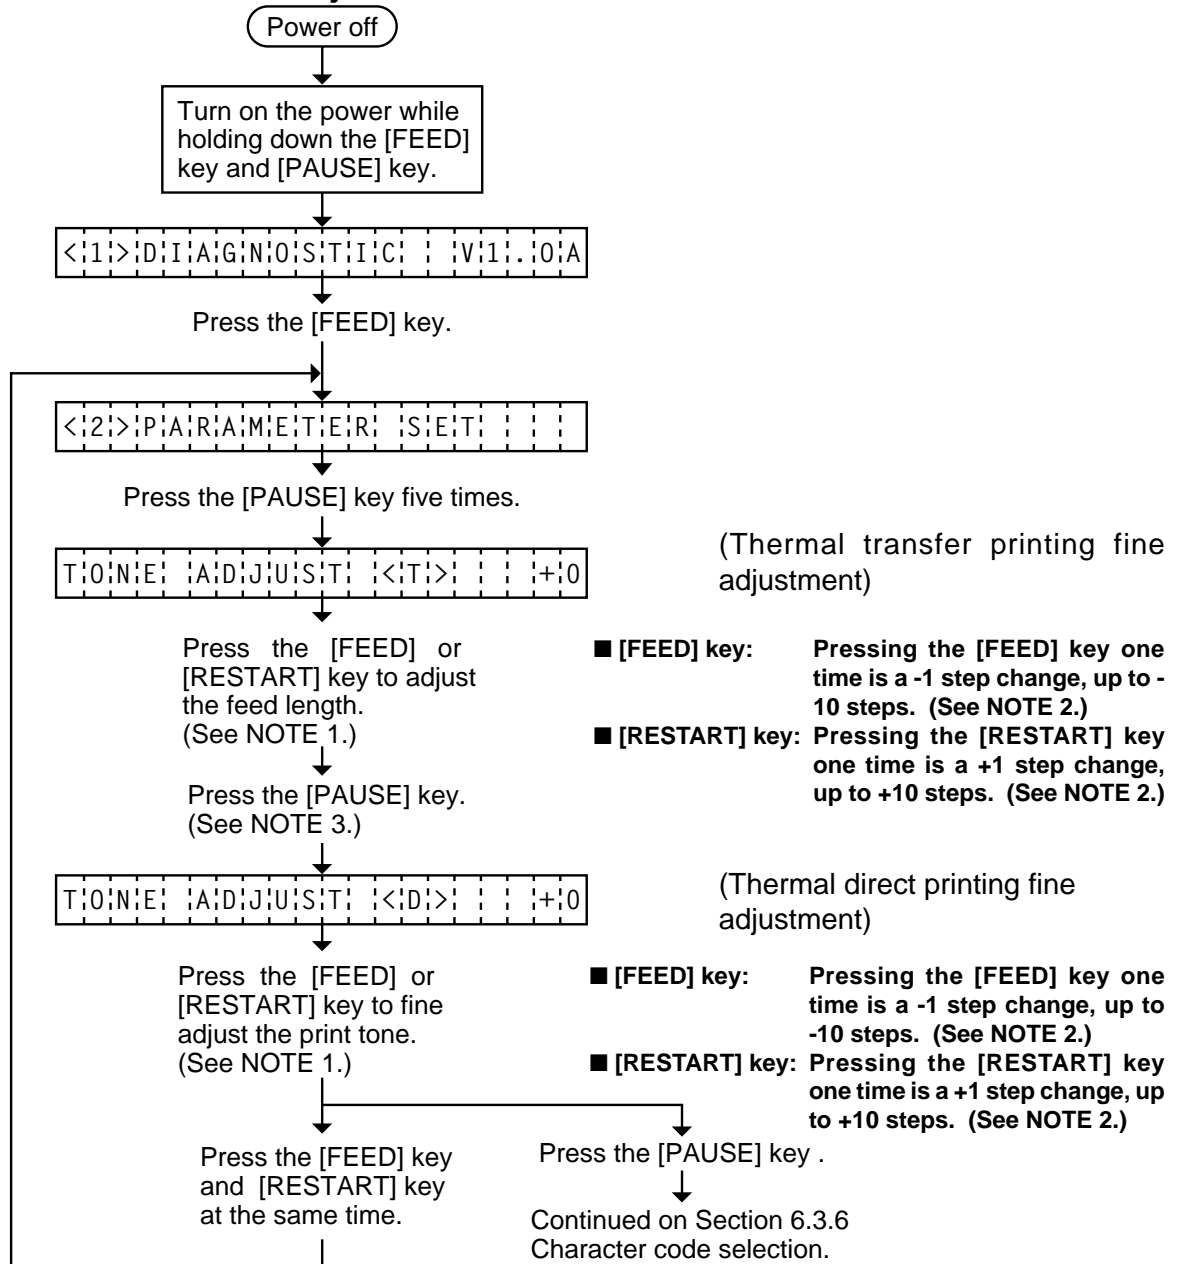 Power off
Turn on the power while
holding down the [FEED]
key and [PAUSE] key.
<1>DIAGNOSTIC  V1.0A
Press the [FEED] key.
<2>PARAMETER SET
Press the [PAUSE] key five times.
TONE ADJUST <T>   +0
(Thermal transfer printing fine
adjustment)
Press the [FEED] or
[RESTART] key to adjust
the feed length.
(See NOTE 1.)
■ [FEED] key: Pressing the [FEED] key one
time is a -1 step change, up to -
10 steps. (See NOTE 2.)
■ [RESTART] key: Pressing the [RESTART] key
one time is a +1 step change,
up to +10 steps. (See NOTE 2.)
Press the [PAUSE] key.
(See NOTE 3.)
TONE ADJUST <D>   +0
(Thermal direct printing fine
adjustment)
Press the [FEED] or
[RESTART] key to fine
adjust the print tone.
(See NOTE 1.)
■ [FEED] key: Pressing the [FEED] key one
time is a -1 step change, up to
-10 steps. (See NOTE 2.)
■ [RESTART] key: Pressing the [RESTART] key
one time is a +1 step change, up
to +10 steps. (See NOTE 2.)
Press the [FEED] key
and [RESTART] key
at the same time.
Press the [PAUSE] key .
Continued on Section 6.3.6
Character code selection.